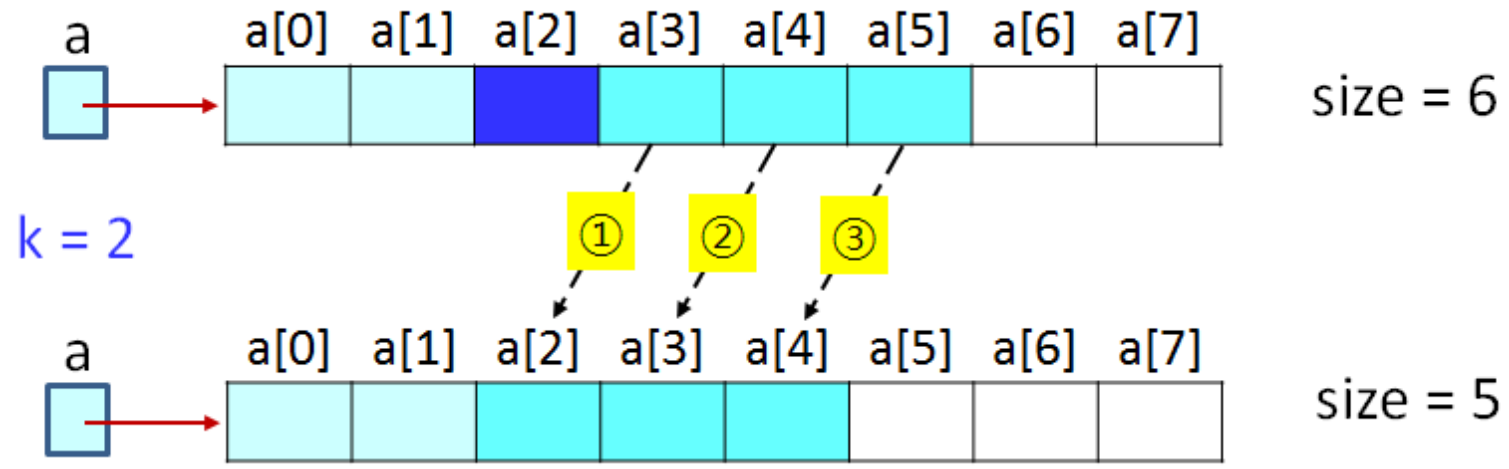 a a[0] a[1] a[2] a[3] a[4] a[5] a[6] a[7]
size = 6
k = 2 ① ② ③
a a[0] a[1] a[2] a[3] a[4] a[5] a[6] a[7]
size = 5